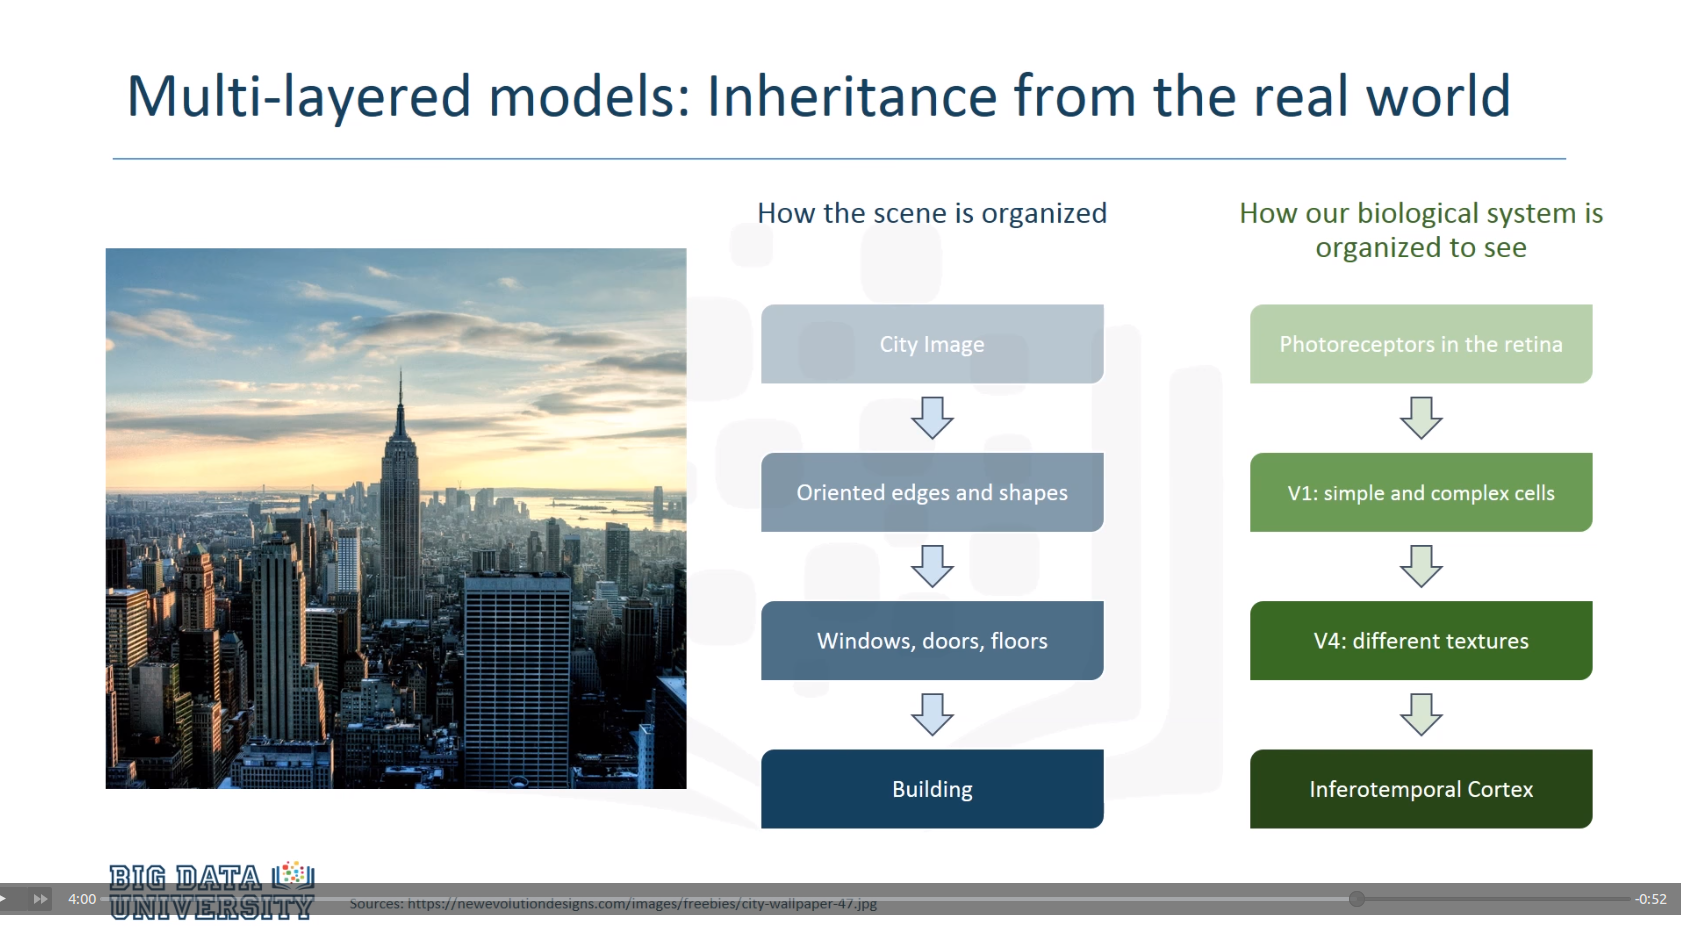 Multi-layered models: Inheritance from the real world
How the scene is organized
City Image
Oriented edges and shapes
Windows, doors, floors
Building
How our biological system is
organized to see
Photoreceptors in the retina
V1: simple and complex cells
V4: different textures
Inferotemporal Cortex
BIG DATA
UNIVERSITY
Sources: https://newevolutiondesigns.com/images/freebies/city-wallpaper-47.jpg
4:00
-0:52